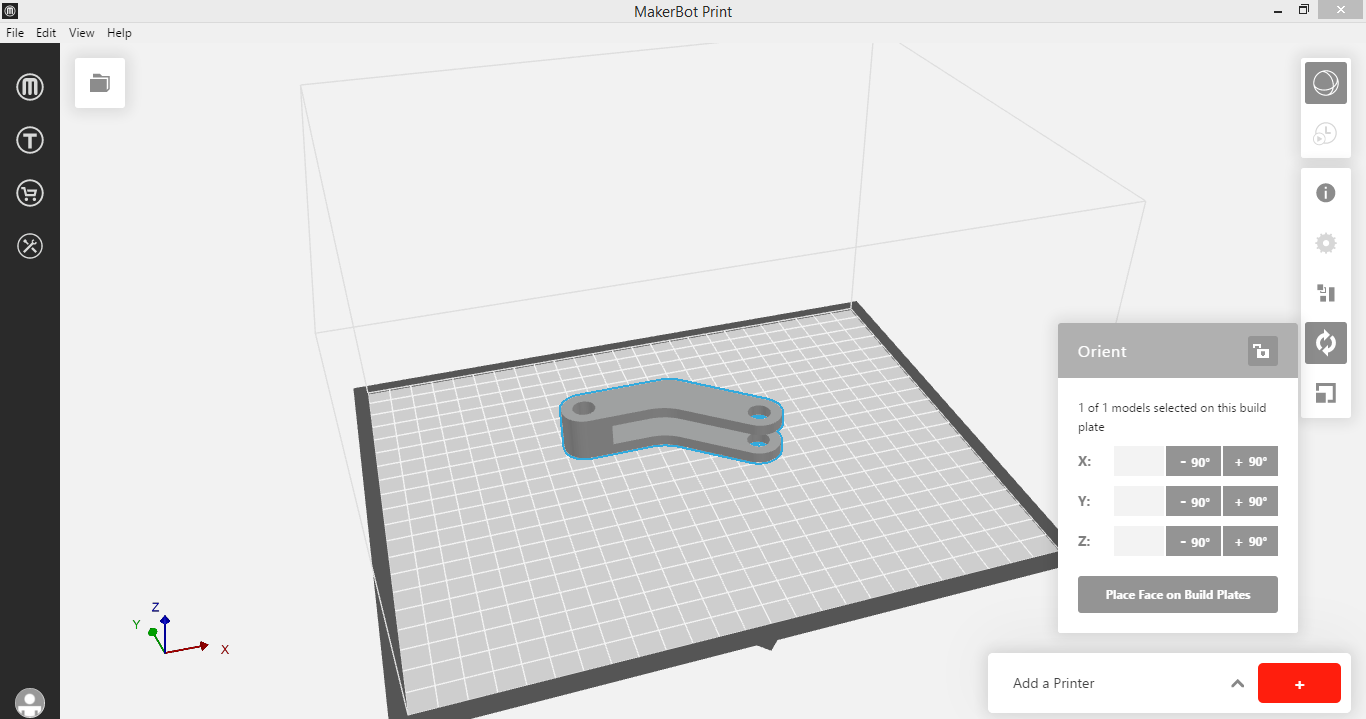 MakerBot Print
File Edit View Help
T
i
Orient
1 of 1 models selected on this build
plate
X: - 90° + 90°
Y: - 90° + 90°
Z: - 90° + 90°
Place Face on Build Plates
Z
Y
X
Add a Printer
+